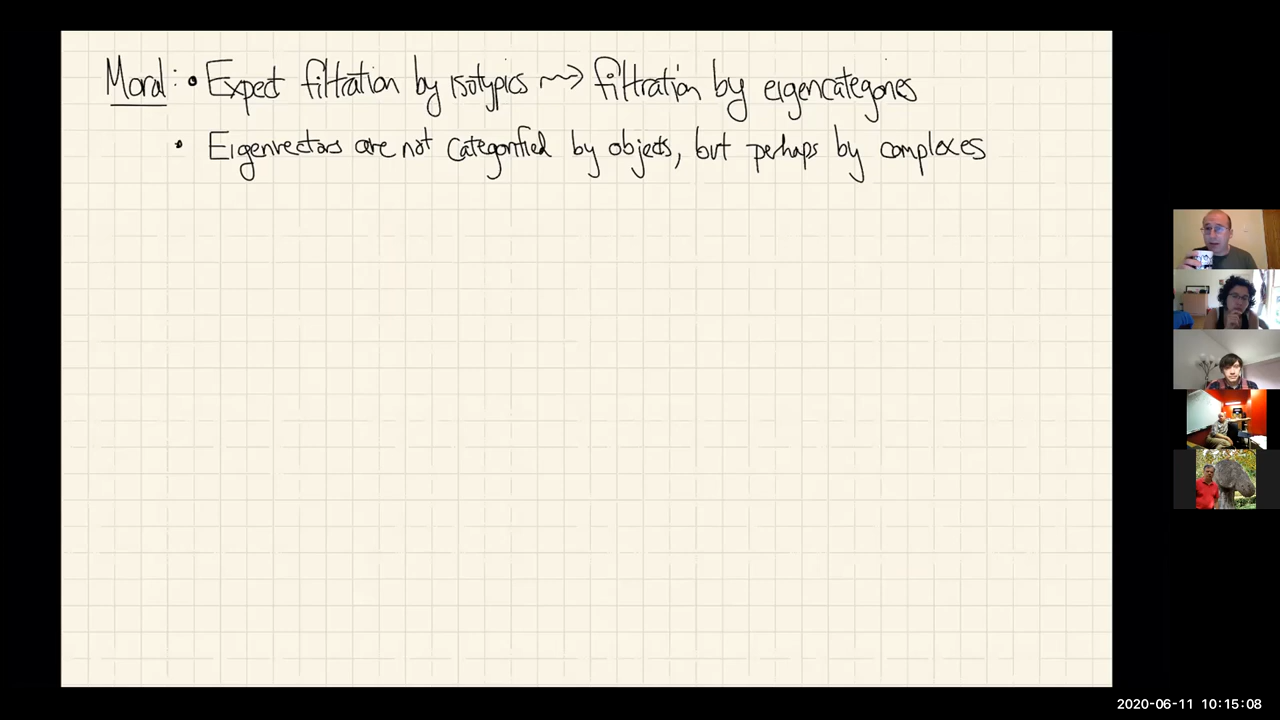 Moral: • Expect filtration by isotypics ⇝ filtration by eigencategories
• Eigenvectors are not categorified by objects, but perhaps by complexes
2020-06-11 10:15:08